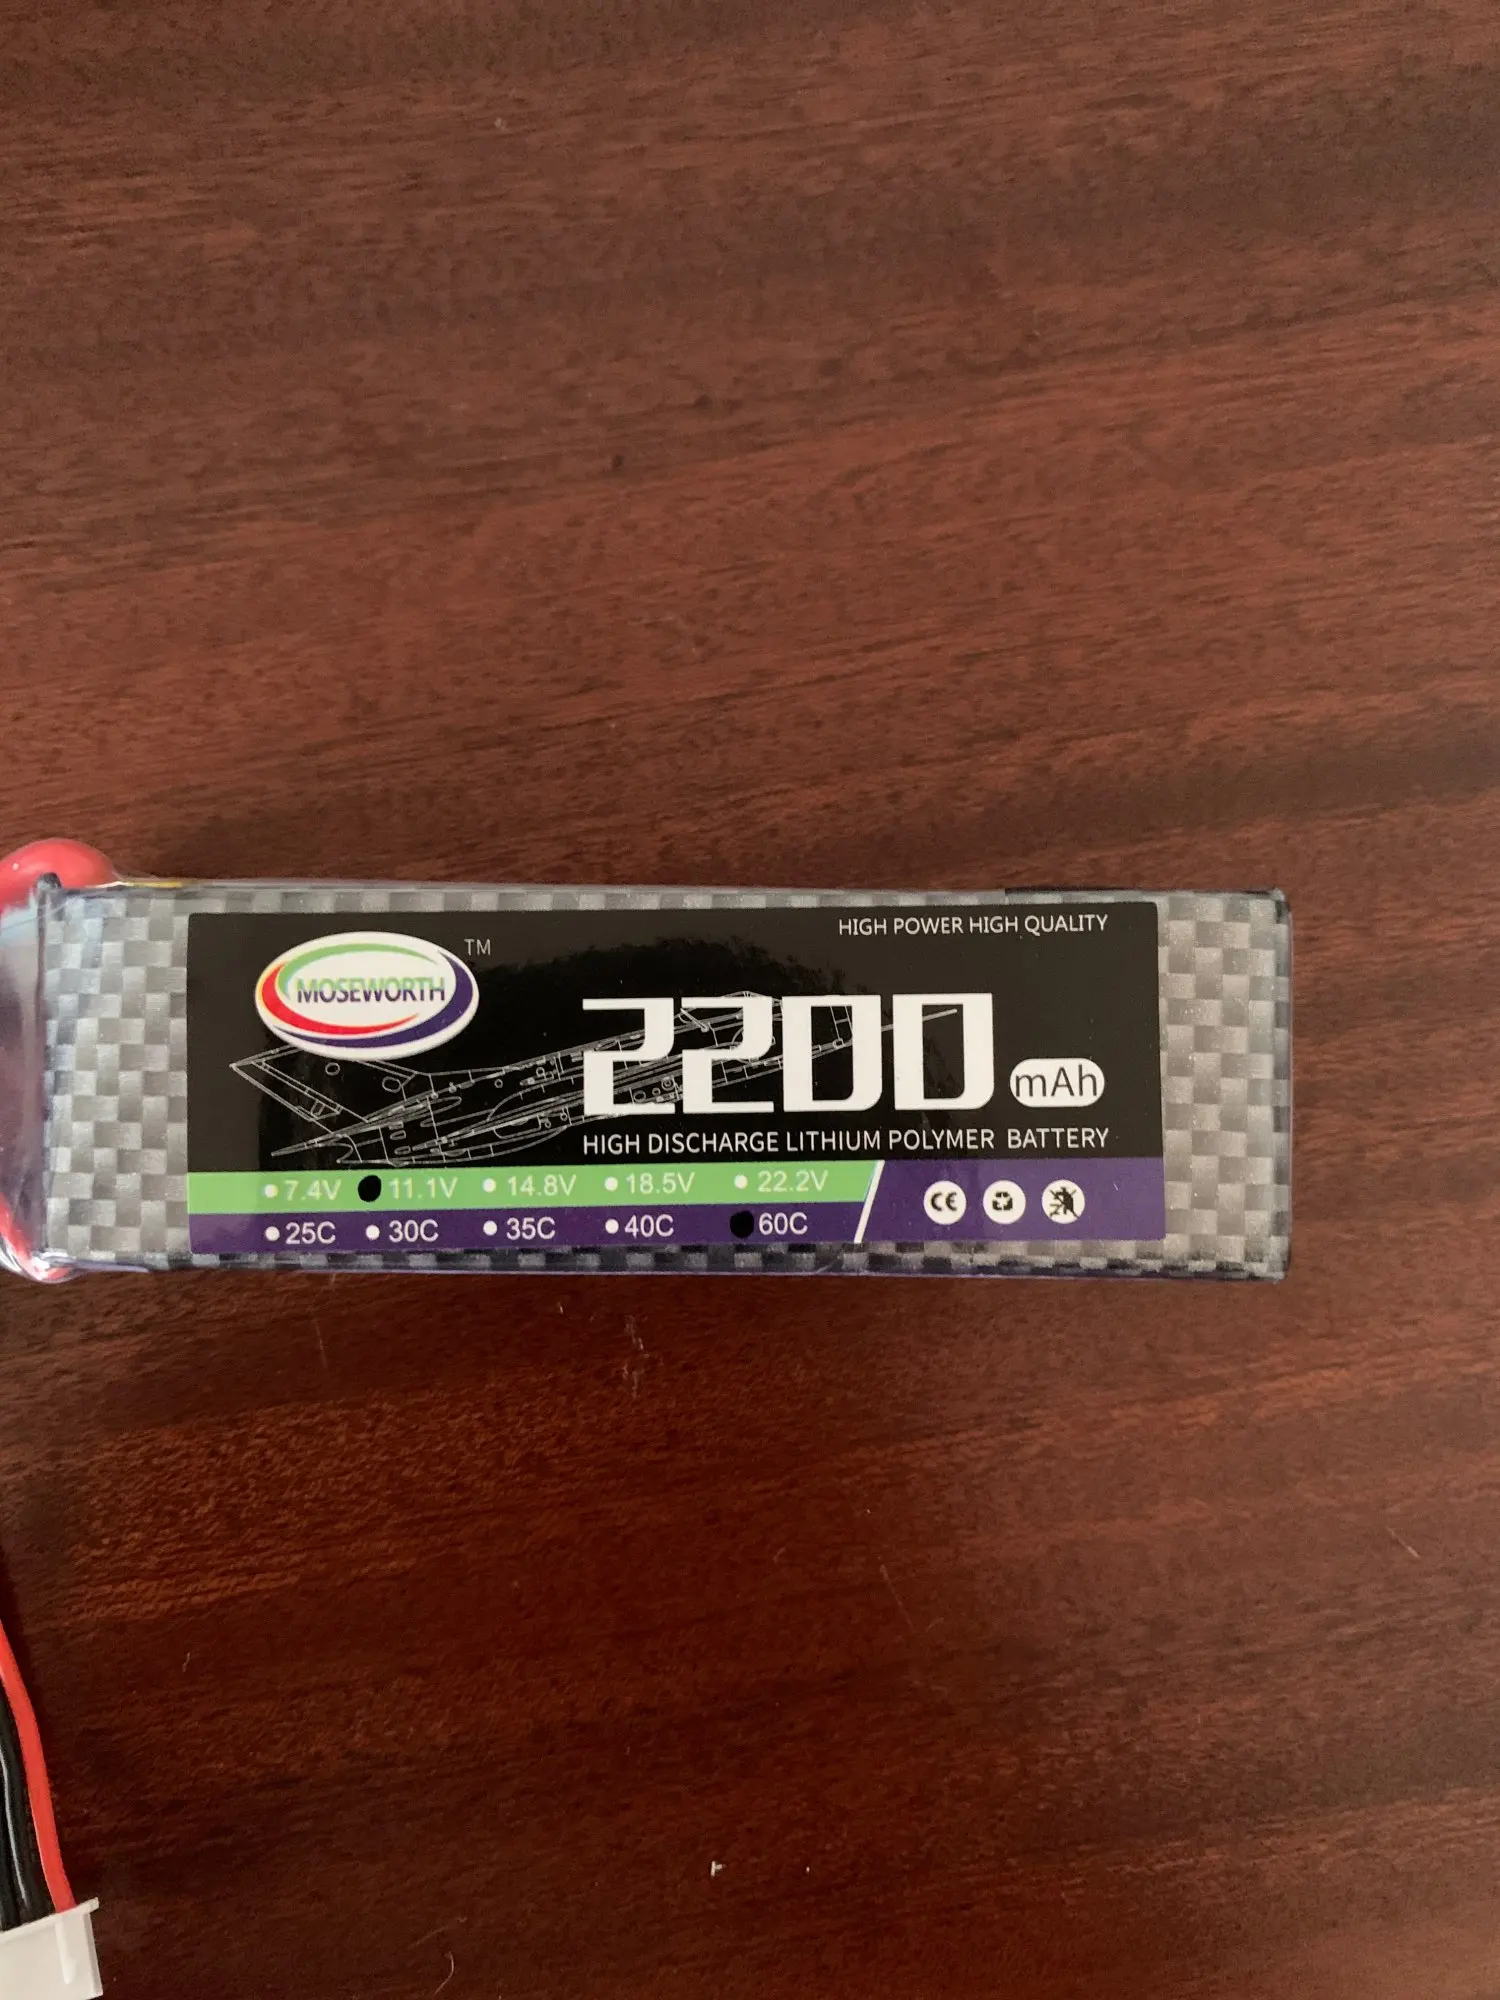 HIGH POWER HIGH QUALITY
MOSEWORTH TM
2200 mAh
HIGH DISCHARGE LITHIUM POLYMER BATTERY
7.4V 11.1V 14.8V 18.5V 22.2V
25C 30C 35C 40C 60C
CE